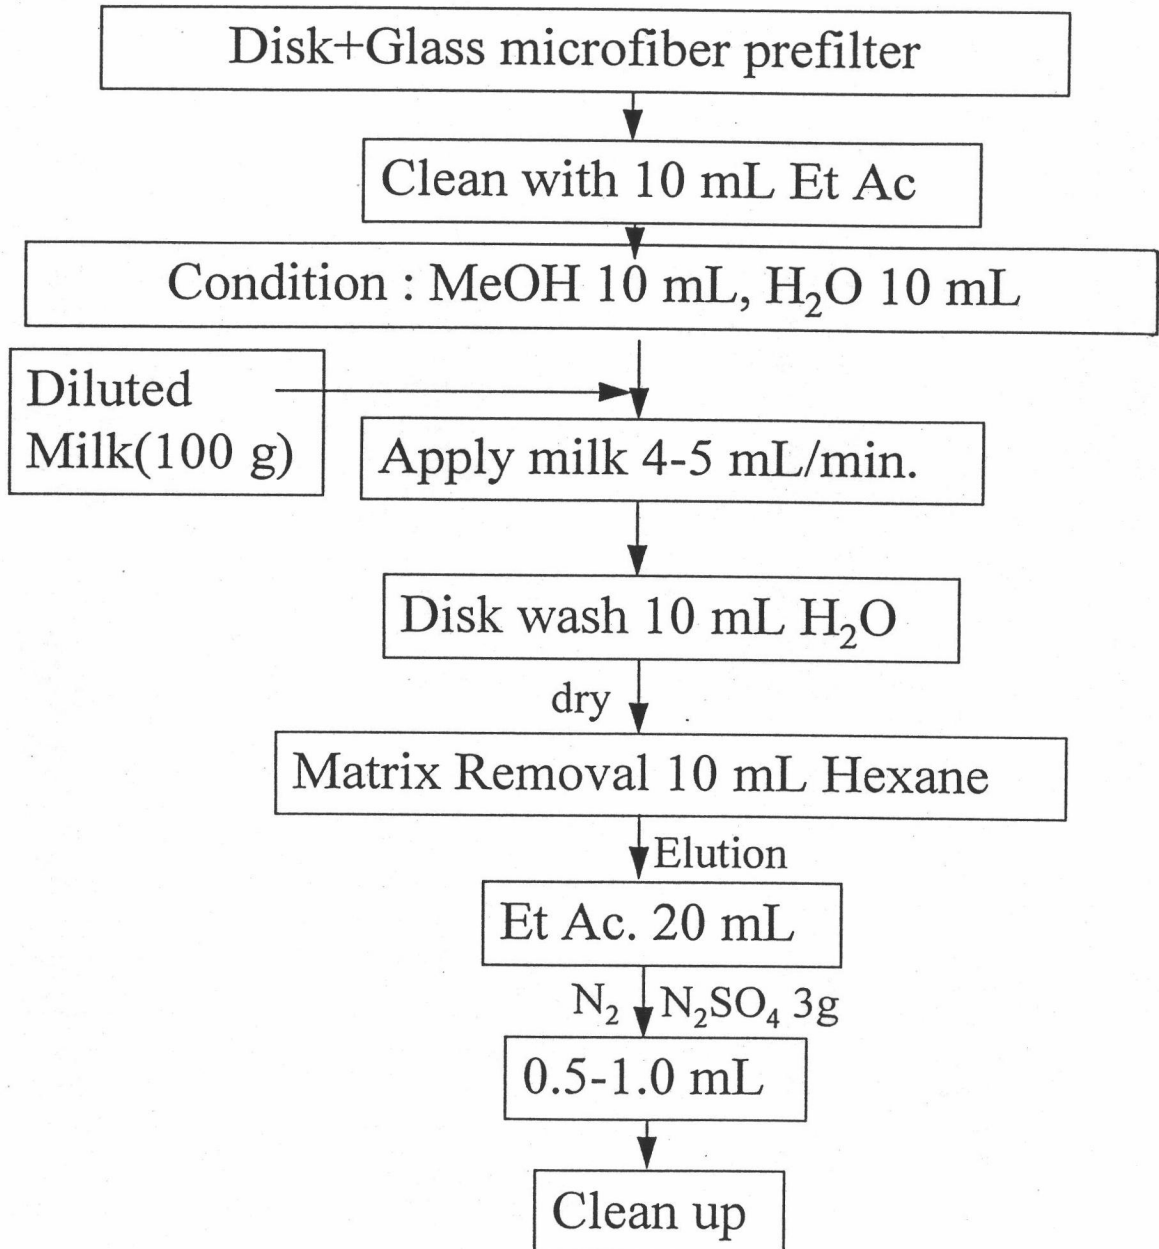 Disk+Glass microfiber prefilter
Clean with 10 mL Et Ac
Condition : MeOH 10 mL, H₂O 10 mL
Diluted
Milk(100 g)
Apply milk 4-5 mL/min.
Disk wash 10 mL H₂O
dry
Matrix Removal 10 mL Hexane
Elution
Et Ac. 20 mL
N₂ N₂SO₄ 3g
0.5-1.0 mL
Clean up